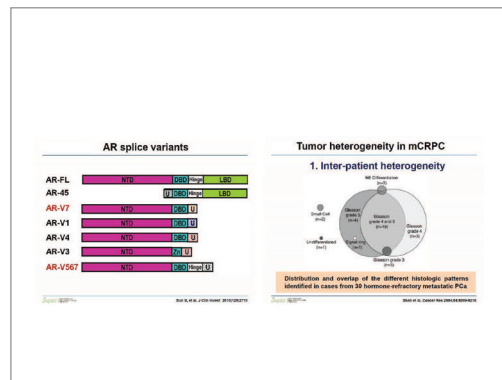 AR splice variants
AR-FL NTD DBD Hinge LBD
AR-45 U DBD Hinge LBD
AR-V7 NTD DBD U
AR-V1 NTD DBD U
AR-V4 NTD DBD U
AR-V3 NTD Zn U
AR-V567 NTD DBD Hinge U
Tumor heterogeneity in mCRPC
1. Inter-patient heterogeneity
NE Differentiation
Small Cell
(n=2)
Gleason
grade 5
(n=4)
Gleason
grade 4 and 5
Gleason
grade 4
Undifferentiated
(n=1)
Gleason grade 3
Distribution and overlap of the different histologic patterns
identified in cases from 30 hormone-refractory metastatic PCa